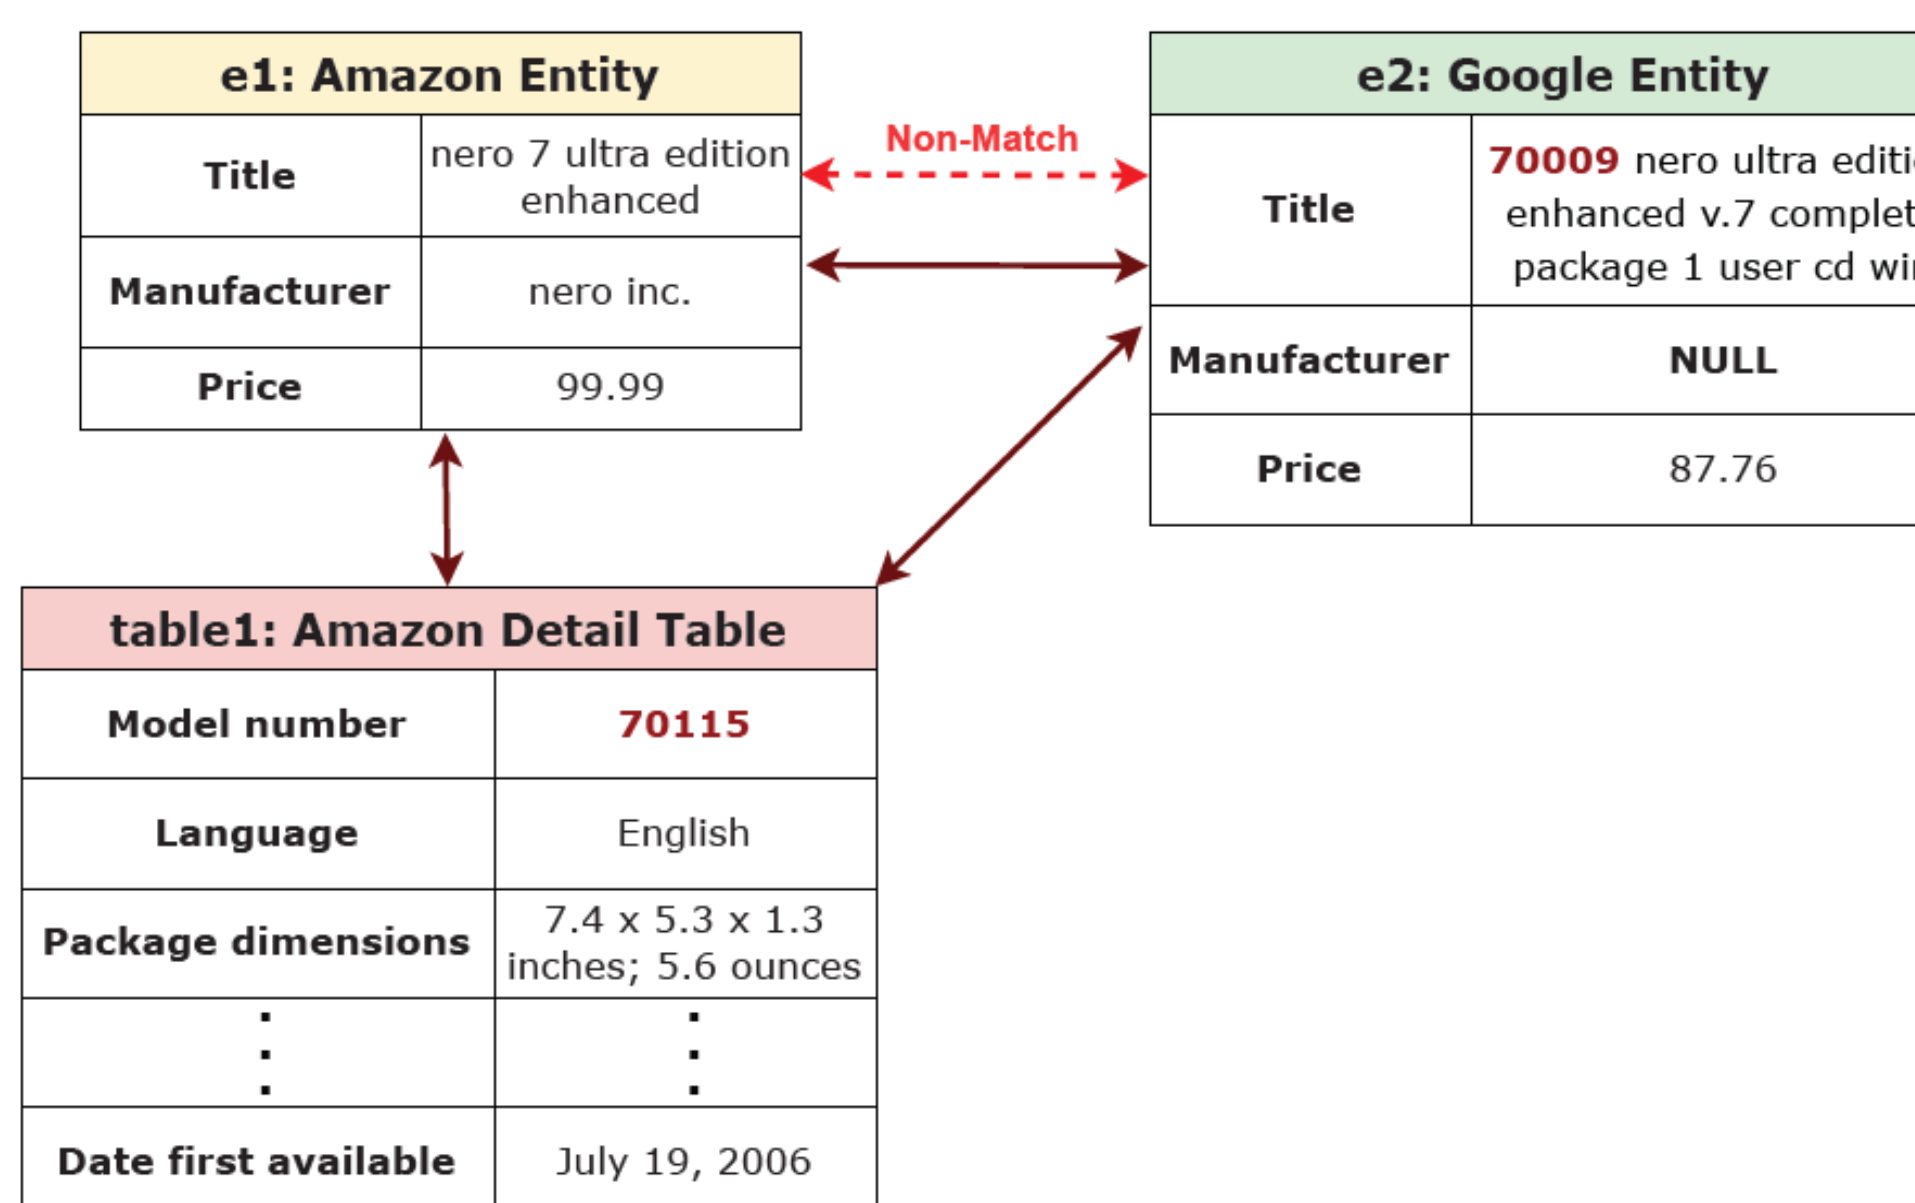 e1: Amazon Entity
Title
nero 7 ultra edition
enhanced
Manufacturer
nero inc.
Price
99.99
Non-Match
e2: Google Entity
Title
70009 nero ultra
enhanced v.7
package 1 user cd
Manufacturer
NULL
Price
87.76
table1: Amazon Detail Table
Model number
70115
Language
English
Package dimensions
7.4 x 5.3 x 1.3
inches; 5.6 ounces
Date first available
July 19, 2006